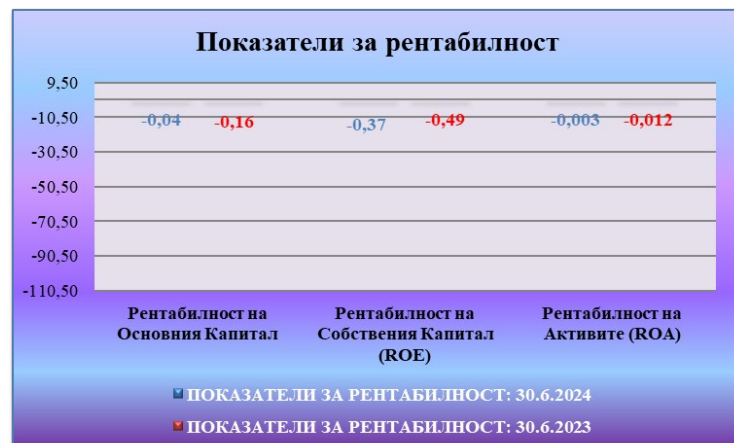 Показатели за рентабилност
9,50
-10,50
-30,50
-50,50
-70,50
-90,50
-110,50
-0,04
-0,16
-0,37
-0,49
-0,003
-0,012
Рентабилност на
Основния Капитал
Рентабилност на
Собствения Капитал
(ROE)
Рентабилност на
Активите (ROA)
ПОКАЗАТЕЛИ ЗА РЕНТАБИЛНОСТ: 30.6.2024
ПОКАЗАТЕЛИ ЗА РЕНТАБИЛНОСТ: 30.6.2023